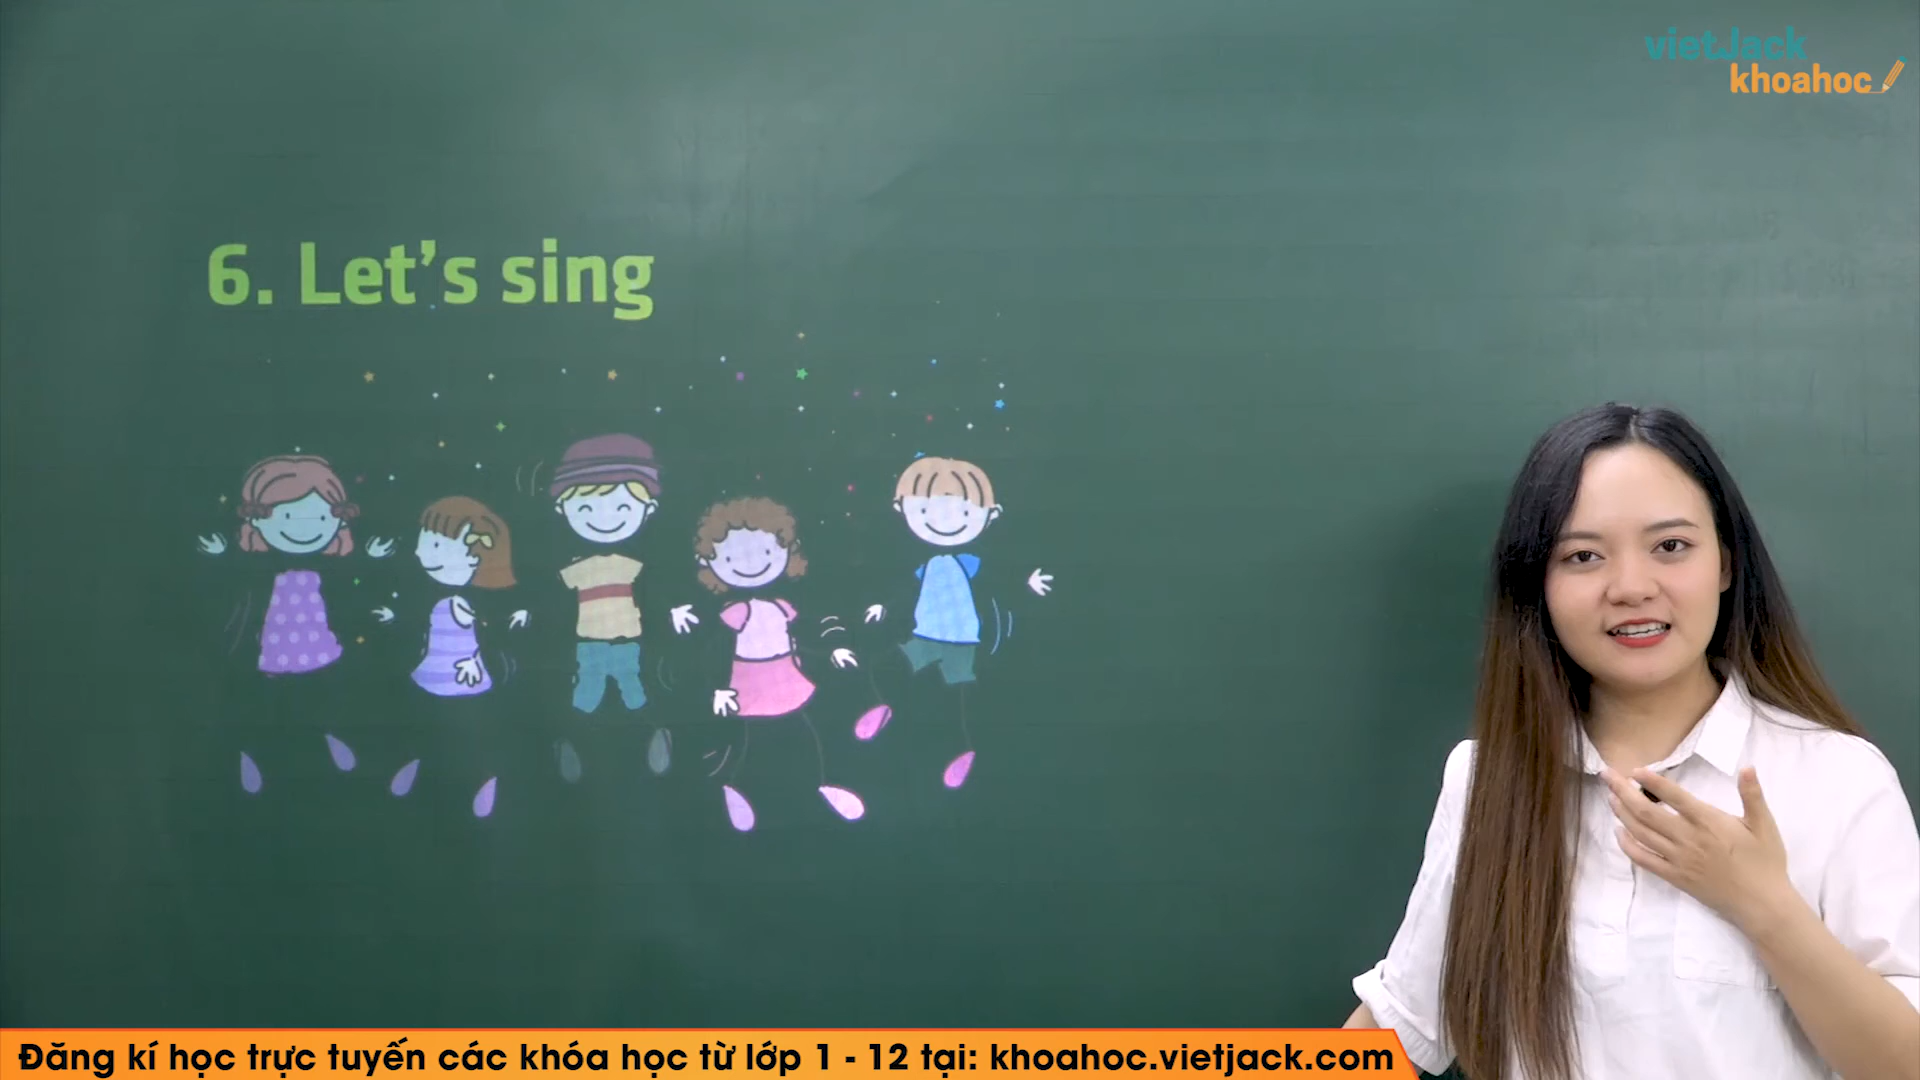 vietJack
khoahoc
6. Let's sing
Đăng kí học trực tuyến các khóa học từ lớp 1 - 12 tại: khoahoc.vietjack.com